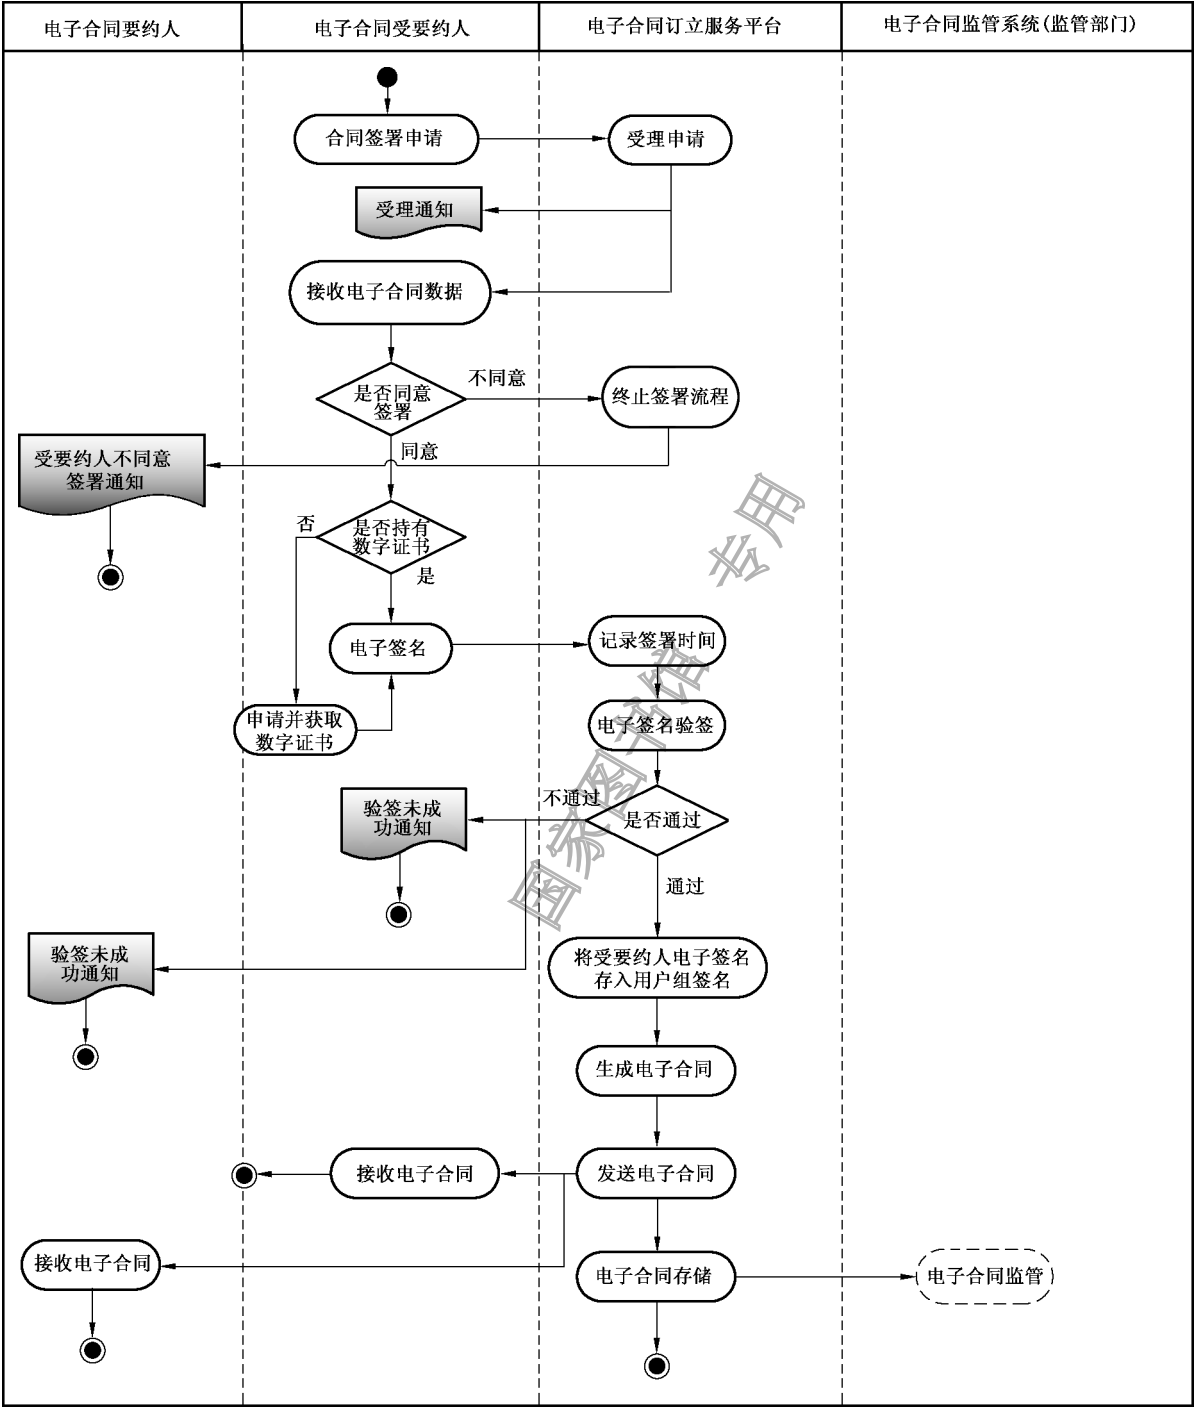 电子合同要约人
电子合同受要约人
电子合同订立服务平台
电子合同监管系统(监管部门)
合同签署申请
受理申请
受理通知
接收电子合同数据
是否同意
签署
不同意
终止签署流程
同意
受要约人不同意
签署通知
否
是否持有
数字证书
是
电子签名
记录签署时间
申请并获取
数字证书
电子签名验签
验签未成
功通知
不通过
是否通过
通过
验签未成
功通知
将受要约人电子签名
存入用户组签名
生成电子合同
接收电子合同
发送电子合同
接收电子合同
电子合同存储
电子合同监管
国家图书馆 专用